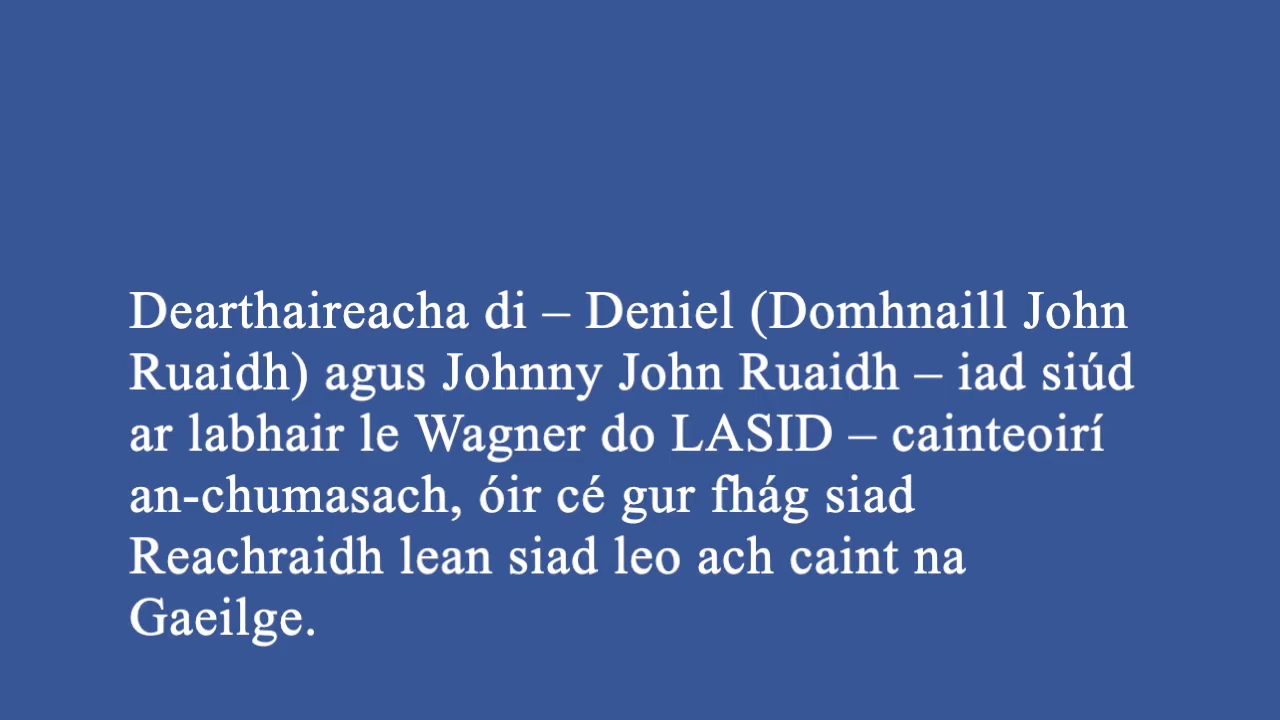 Dearthaireacha di – Deniel (Domhnaill John
Ruaidh) agus Johnny John Ruaidh – iad siúd
ar labhair le Wagner do LASID – cainteoirí
an-chumasach, óir cé gur fhág siad
Reachraidh lean siad leo ach caint na
Gaeilge.